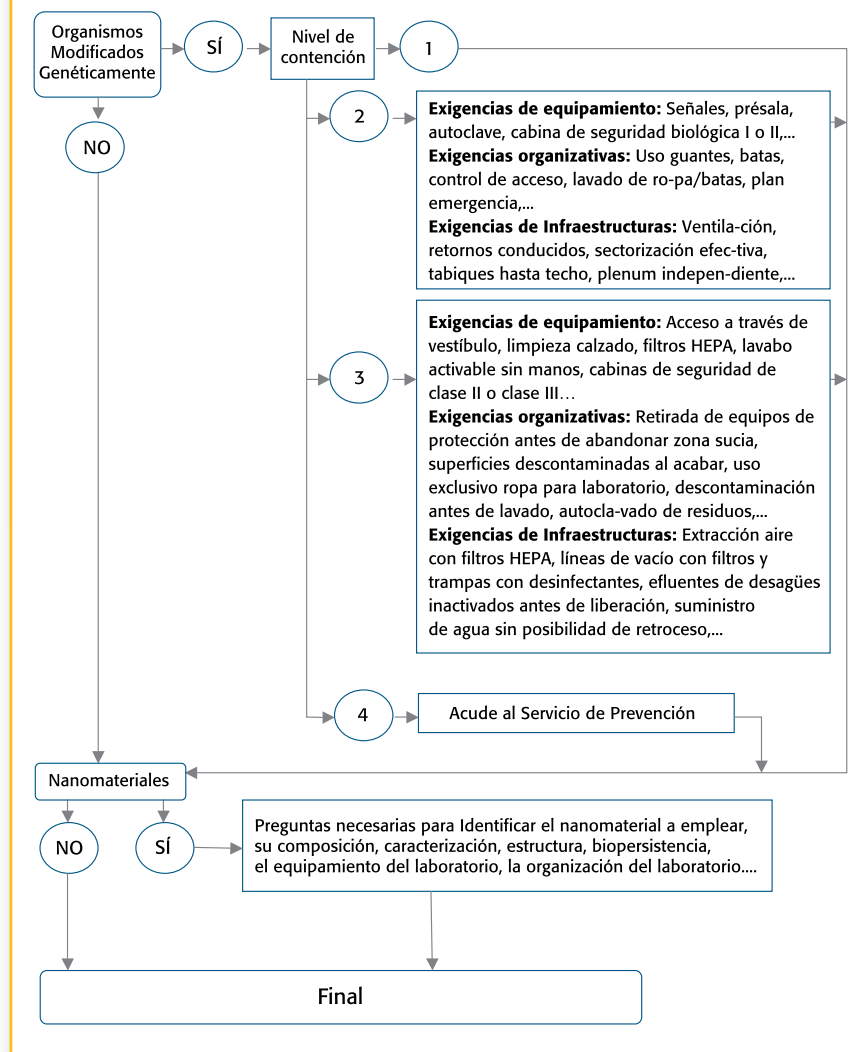 Organismos
Modificados
Genéticamente
SÍ
Nivel de
contención
1
NO
2
Exigencias de equipamiento: Señales, présala,
autoclave, cabina de seguridad biológica I o II,...
Exigencias organizativas: Uso guantes, batas,
control de acceso, lavado de ro-pa/batas, plan
emergencia,...
Exigencias de Infraestructuras: Ventila-ción,
retornos conducidos, sectorización efec-tiva,
tabiques hasta techo, plenum indepen-diente,...
3
Exigencias de equipamiento: Acceso a través de
vestíbulo, limpieza calzado, filtros HEPA, lavabo
activable sin manos, cabinas de seguridad de
clase II o clase III…
Exigencias organizativas: Retirada de equipos de
protección antes de abandonar zona sucia,
superficies descontaminadas al acabar, uso
exclusivo ropa para laboratorio, descontaminación
antes de lavado, autocla-vado de residuos,...
Exigencias de Infraestructuras: Extracción aire
con filtros HEPA, líneas de vacío con filtros y
trampas con desinfectantes, efluentes de desagües
inactivados antes de liberación, suministro
de agua sin posibilidad de retroceso,...
4
Acude al Servicio de Prevención
Nanomateriales
NO
SÍ
Preguntas necesarias para Identificar el nanomaterial a emplear,
su composición, caracterización, estructura, biopersistencia,
el equipamiento del laboratorio, la organización del laboratorio....
Final